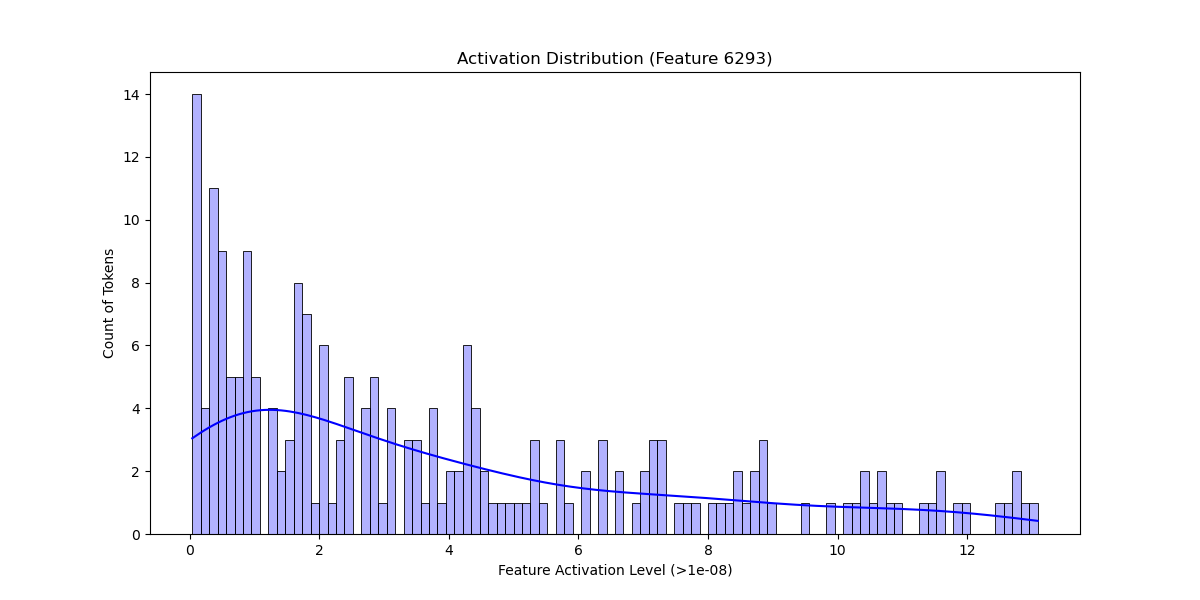 Activation Distribution (Feature 6293)
14
12
10
8
6
4
2
0
Count of Tokens
0 2 4 6 8 10 12
Feature Activation Level (>1e-08)